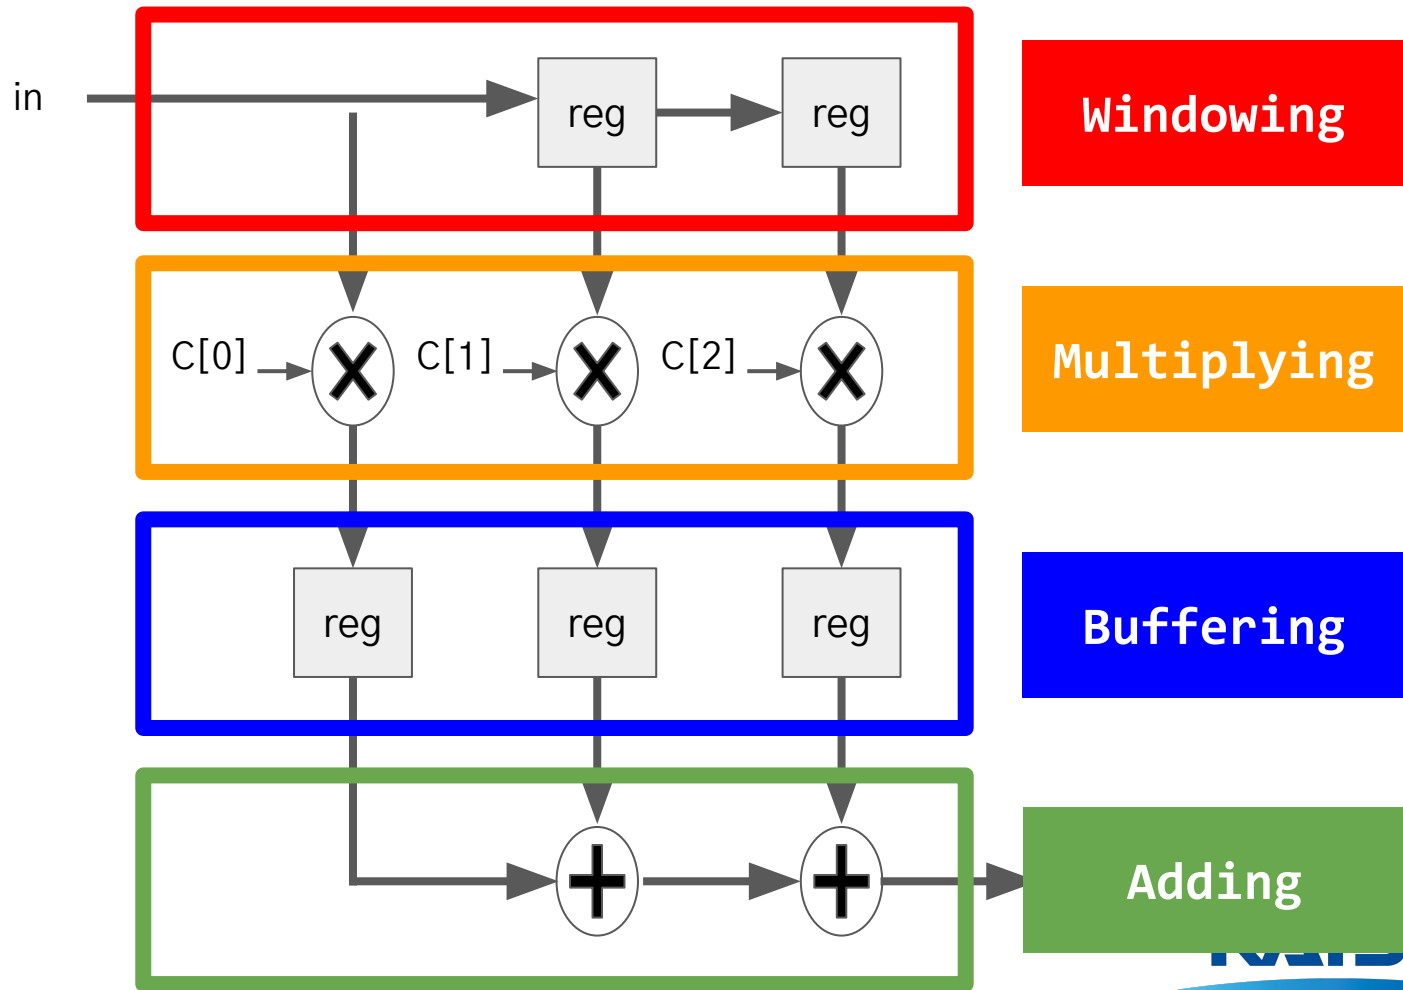 in
reg
reg
Windowing
C[0]
C[1]
C[2]
Multiplying
reg
reg
reg
Buffering
Adding